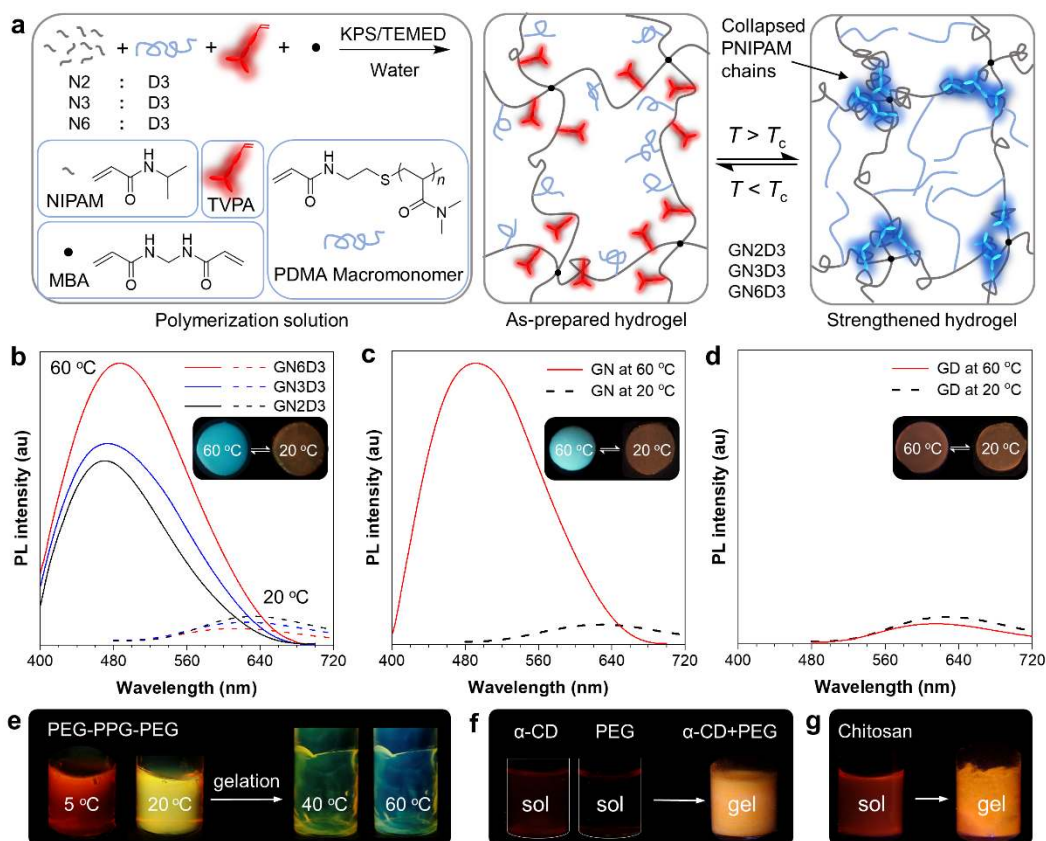 a
+ + + • KPS/TEMED
Water
N2 : D3
N3 : D3
N6 : D3
NIPAM
H
N
O
TVPA
MBA
H
N
H
N
O
O
H
N
S
n
O
O
N
PDMA Macromonomer
Polymerization solution
As-prepared hydrogel
Collapsed
PNIPAM
chains
T > Tc
T < Tc
GN2D3
GN3D3
GN6D3
Strengthened hydrogel
b
60 °C
GN6D3
GN3D3
GN2D3
60 °C ⇌ 20 °C
20 °C
PL intensity (au)
400 480 560 640 720
Wavelength (nm)
c
GN at 60 °C
GN at 20 °C
60 °C ⇌ 20 °C
PL intensity (au)
400 480 560 640 720
Wavelength (nm)
d
GD at 60 °C
GD at 20 °C
60 °C ⇌ 20 °C
PL intensity (au)
400 480 560 640 720
Wavelength (nm)
e
PEG-PPG-PEG
5 °C 20 °C gelation 40 °C 60 °C
f
α-CD PEG α-CD+PEG
sol sol gel
g
Chitosan
sol gel